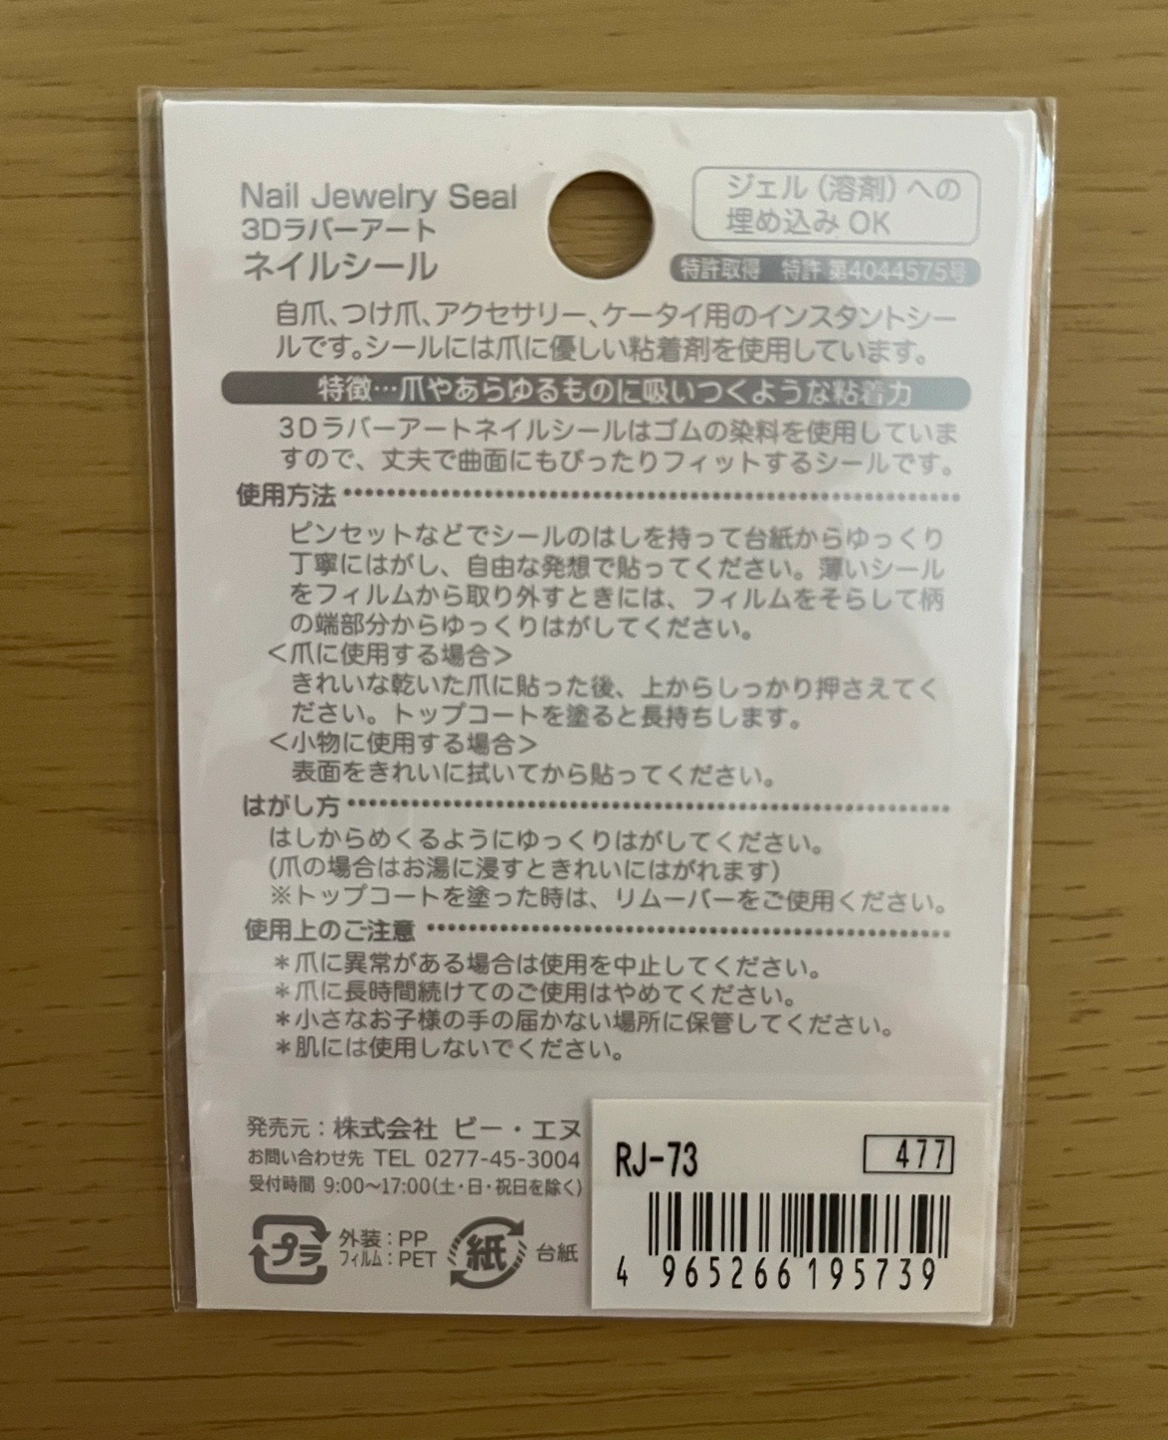 Nail Jewelry Seal
3Dラバーアート
ネイルシール
ジェル（溶剤）への
埋め込みOK
特許取得　特許 第4044575号
自爪、つけ爪、アクセサリー、ケータイ用のインスタントシー
ルです。シールには爪に優しい粘着剤を使用しています。
特徴…爪やあらゆるものに吸いつくような粘着力
3Dラバーアートネイルシールはゴムの染料を使用していま
すので、丈夫で曲面にもぴったりフィットするシールです。
使用方法
ピンセットなどでシールのはしを持って台紙からゆっくり
丁寧にはがし、自由な発想で貼ってください。薄いシール
をフィルムから取り外すときには、フィルムをそらして柄
の端部分からゆっくりはがしてください。
＜爪に使用する場合＞
きれいな乾いた爪に貼った後、上からしっかり押さえてく
ださい。トップコートを塗ると長持ちします。
＜小物に使用する場合＞
表面をきれいに拭いてから貼ってください。
はがし方
はしからめくるようにゆっくりはがしてください。
(爪の場合はお湯に浸すときれいにはがれます)
※トップコートを塗った時は、リムーバーをご使用ください。
使用上のご注意
＊爪に異常がある場合は使用を中止してください。
＊爪に長時間続けてのご使用はやめてください。
＊小さなお子様の手の届かない場所に保管してください。
＊肌には使用しないでください。
発売元：株式会社 ビー・エヌ
お問い合わせ先 TEL 0277-45-3004
受付時間 9:00〜17:00(土・日・祝日を除く)
プラ
外装：PP
フィルム：PET
紙
台紙
RJ-73
477
4 965266 195739